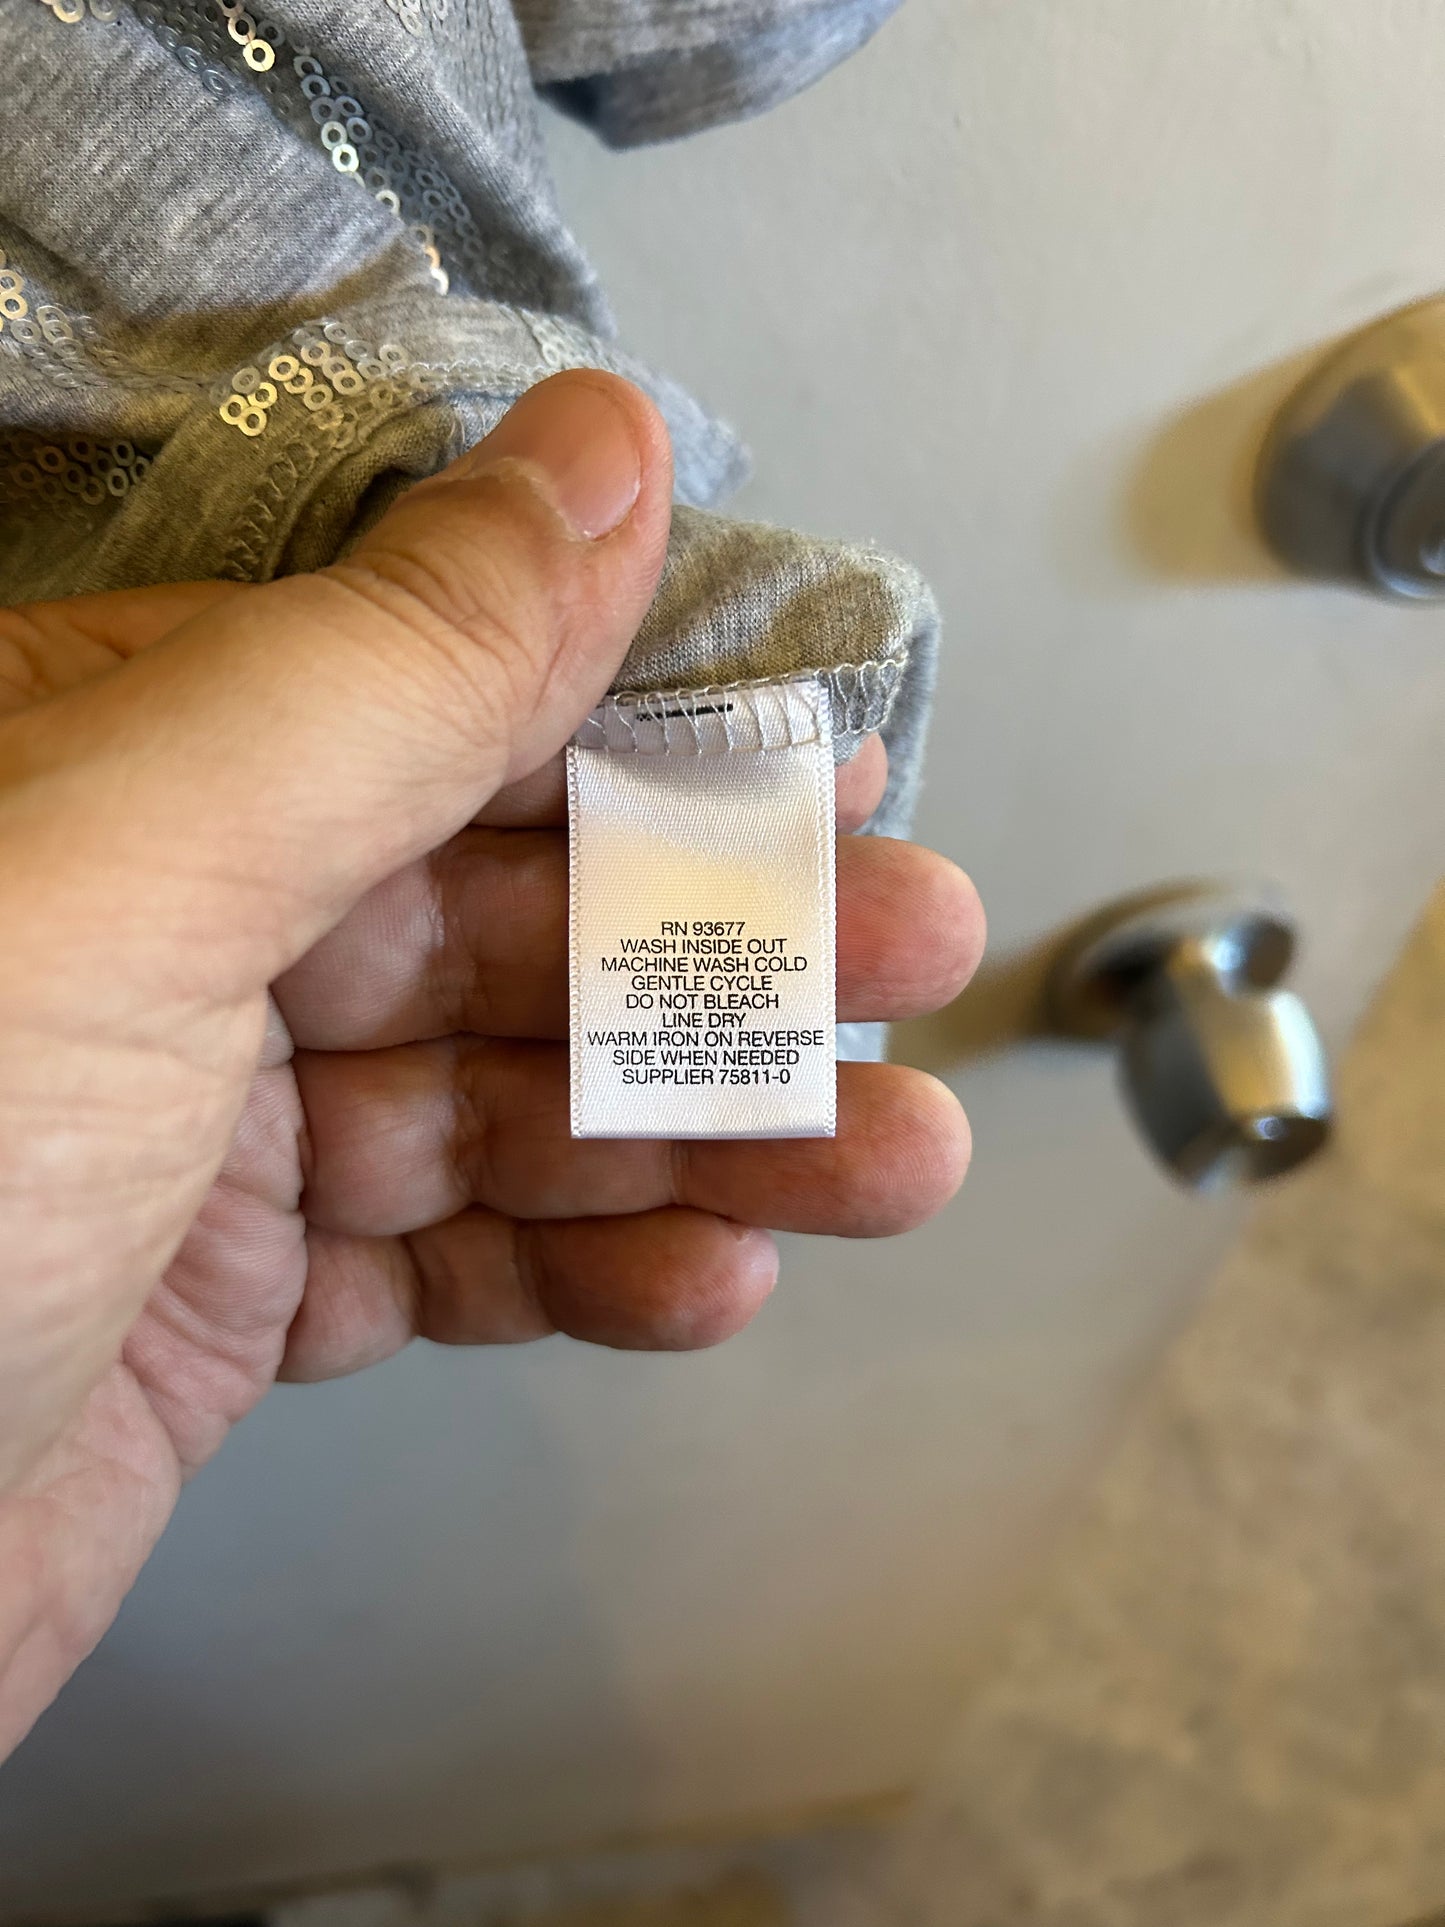 RN 93677
WASH INSIDE OUT
MACHINE WASH COLD
GENTLE CYCLE
DO NOT BLEACH
LINE DRY
WARM IRON ON REVERSE
SIDE WHEN NEEDED
SUPPLIER 75811-0